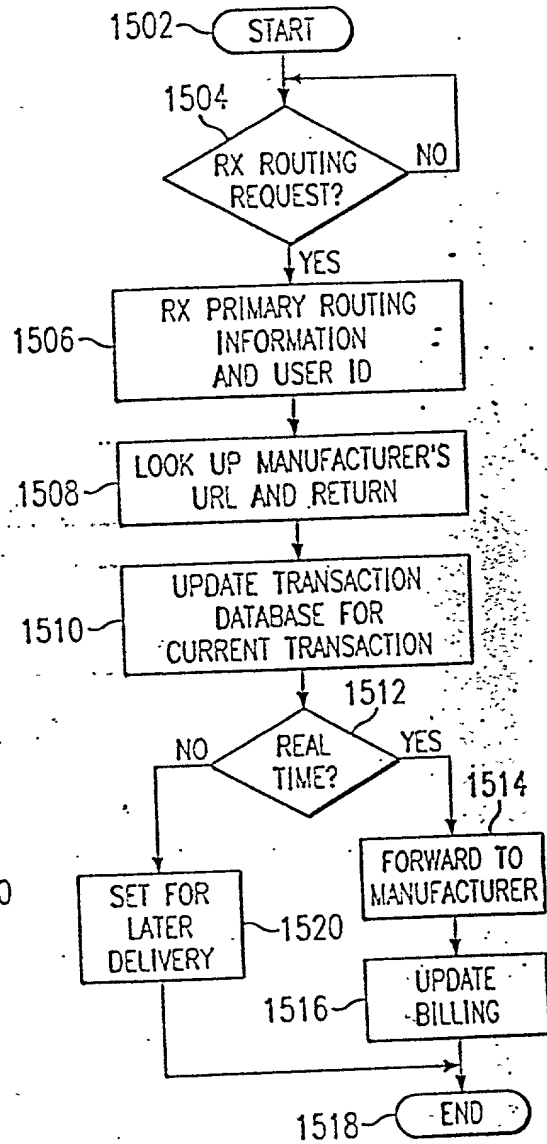 1502
START
1504
RX ROUTING
REQUEST?
NO
YES
1506
RX PRIMARY ROUTING
INFORMATION
AND USER ID
1508
LOOK UP MANUFACTURER'S
URL AND RETURN
1510
UPDATE TRANSACTION
DATABASE FOR
CURRENT TRANSACTION
1512
NO
REAL
TIME?
YES
1514
FORWARD TO
MANUFACTURER
0
SET FOR
LATER
DELIVERY
1520
1516
UPDATE
BILLING
1518
END